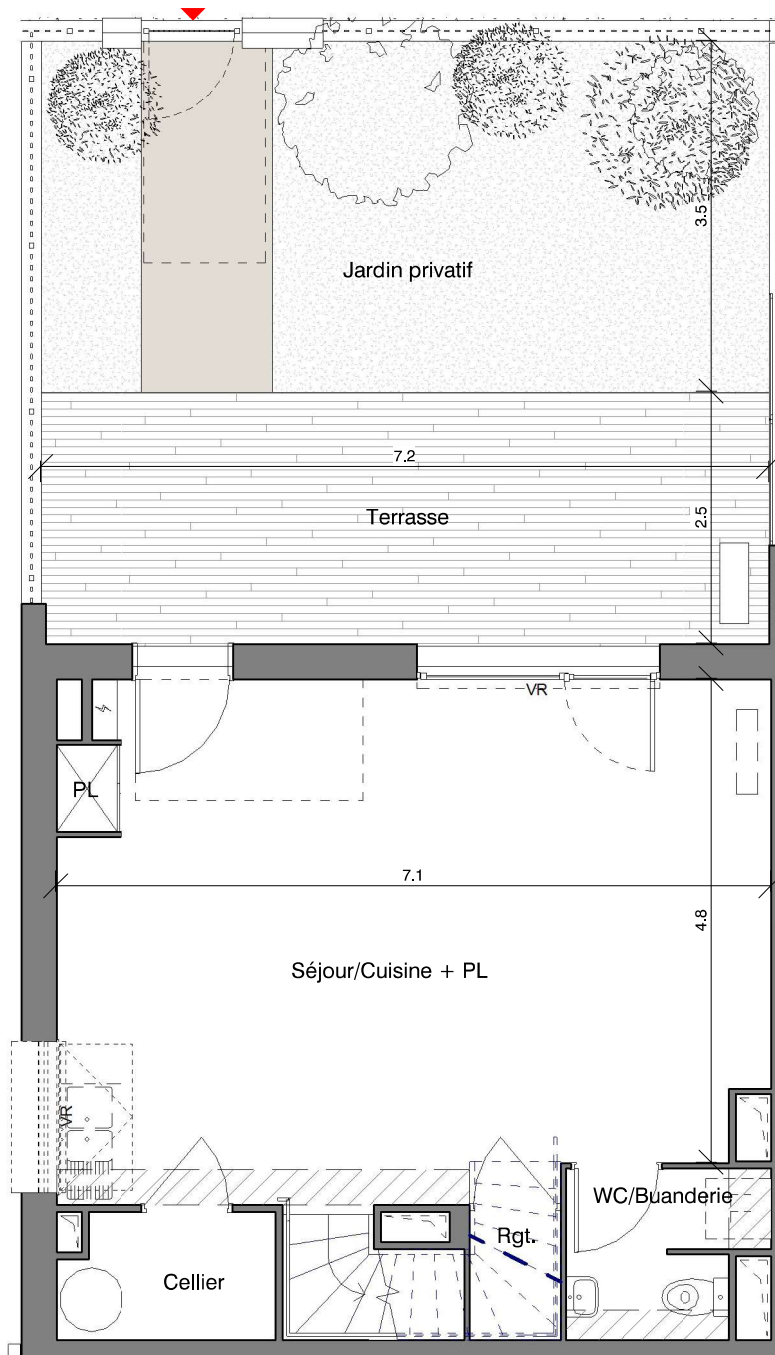 3.5
Jardin privatif
7.2
Terrasse
2.5
VR
PL
7.1
4.8
Séjour/Cuisine + PL
VR
WC/Buanderie
Rgt.
Cellier